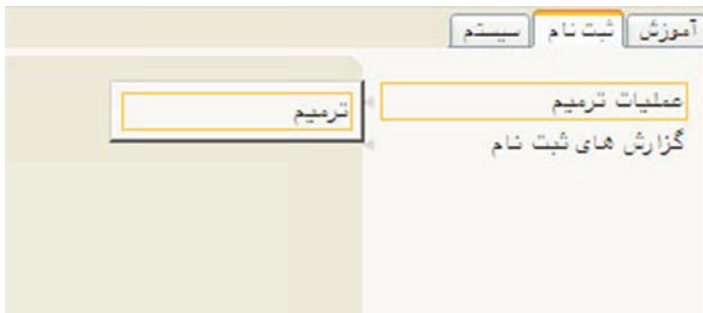 آموزش ثبت نام سیستم
عملیات ترمیم
ترمیم
گزارش های ثبت نام